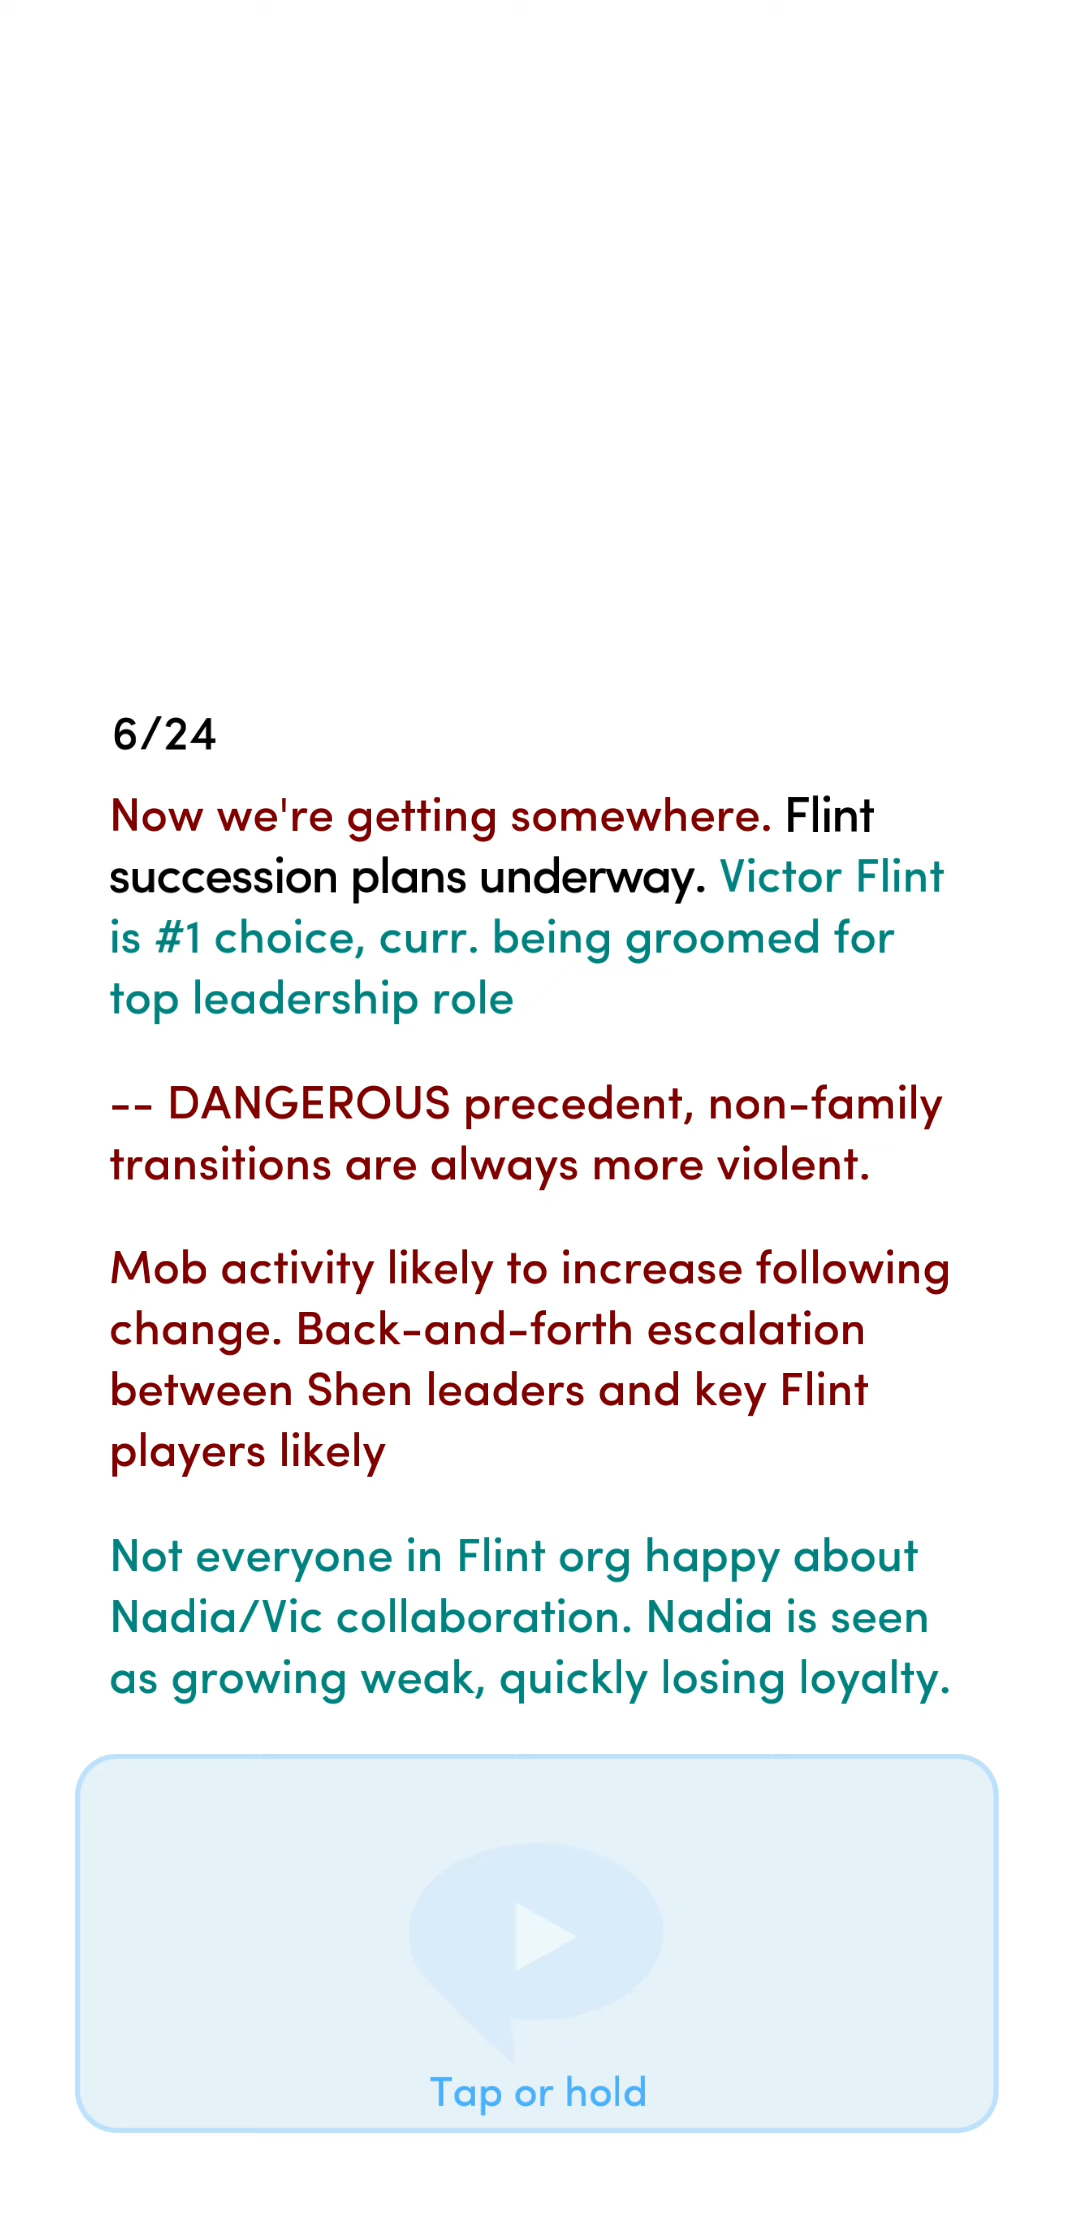 6/24
Now we're getting somewhere. Flint
succession plans underway. Victor Flint
is #1 choice, curr. being groomed for
top leadership role
-- DANGEROUS precedent, non-family
transitions are always more violent.
Mob activity likely to increase following
change. Back-and-forth escalation
between Shen leaders and key Flint
players likely
Not everyone in Flint org happy about
Nadia/Vic collaboration. Nadia is seen
as growing weak, quickly losing loyalty.
Tap or hold